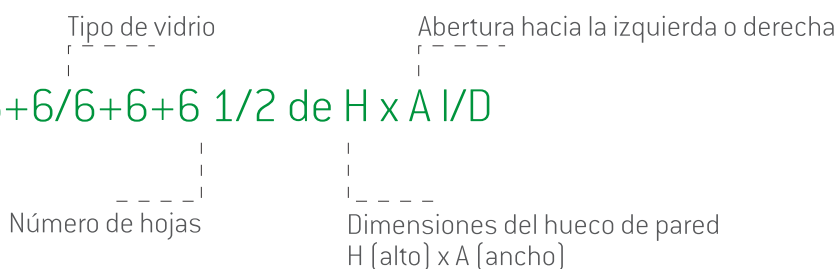 Tipo de vidrio
Abertura hacia la izquierda o derecha
+6/6+6+6 1/2 de H x A I/D
Número de hojas
Dimensiones del hueco de pared
H (alto) x A (ancho)